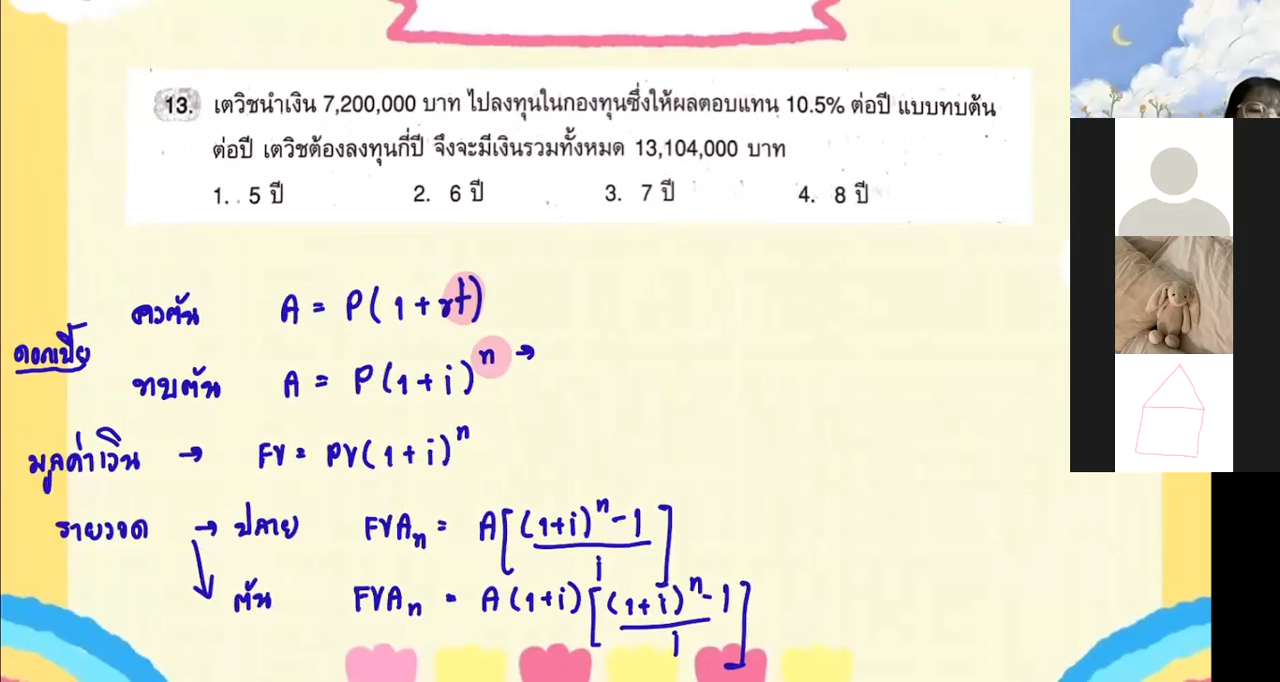 13. เตวิชนำเงิน 7,200,000 บาท ไปลงทุนในกองทุนซึ่งให้ผลตอบแทน 10.5% ต่อปี แบบทบต้น
ต่อปี เตวิชต้องลงทุนกี่ปี จึงจะมีเงินรวมทั้งหมด 13,104,000 บาท
1. 5 ปี 2. 6 ปี 3. 7 ปี 4. 8 ปี
คงต้น A = P(1+rt)
ดอกเบี้ย
ทบต้น A = P(1+i)^n →
มูลค่าเงิน → FV = PV(1+i)^n
รายงวด → ปลาย FVAn = A[(1+i)^n-1/i]
↓ ต้น FVAn = A(1+i)[(1+i)^n-1/i]